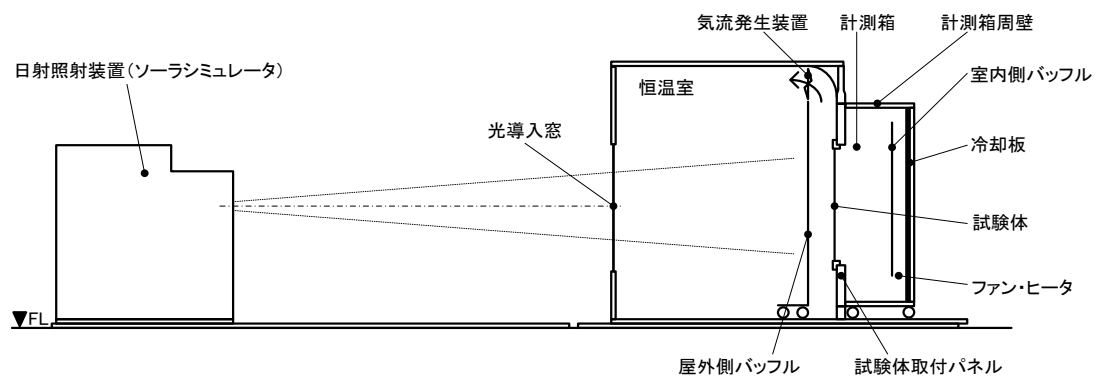 気流発生装置
計測箱
計測箱周壁
日射照射装置(ソーラシミュレータ)
恒温室
室内側バッフル
光導入窓
冷却板
試験体
ファン・ヒータ
FL
屋外側バッフル
試験体取付パネル